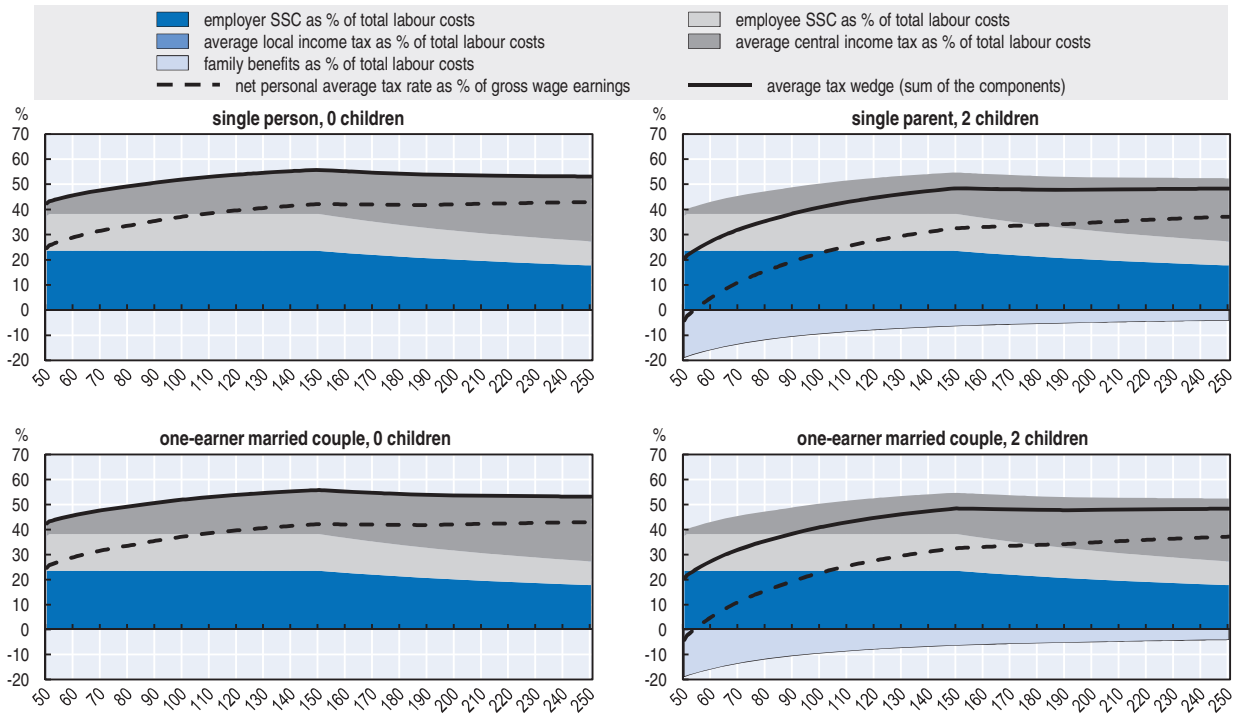 employer SSC as % of total labour costs
employee SSC as % of total labour costs
average local income tax as % of total labour costs
average central income tax as % of total labour costs
family benefits as % of total labour costs
net personal average tax rate as % of gross wage earnings
average tax wedge (sum of the components)
%
single person, 0 children
70
60
50
40
30
20
10
0
-10
-20
50 60 70 80 90 100 110 120 130 140 150 160 170 180 190 200 210 220 230 240 250
%
single parent, 2 children
70
60
50
40
30
20
10
0
-10
-20
50 60 70 80 90 100 110 120 130 140 150 160 170 180 190 200 210 220 230 240 250
%
one-earner married couple, 0 children
70
60
50
40
30
20
10
0
-10
-20
50 60 70 80 90 100 110 120 130 140 150 160 170 180 190 200 210 220 230 240 250
%
one-earner married couple, 2 children
70
60
50
40
30
20
10
0
-10
-20
50 60 70 80 90 100 110 120 130 140 150 160 170 180 190 200 210 220 230 240 250